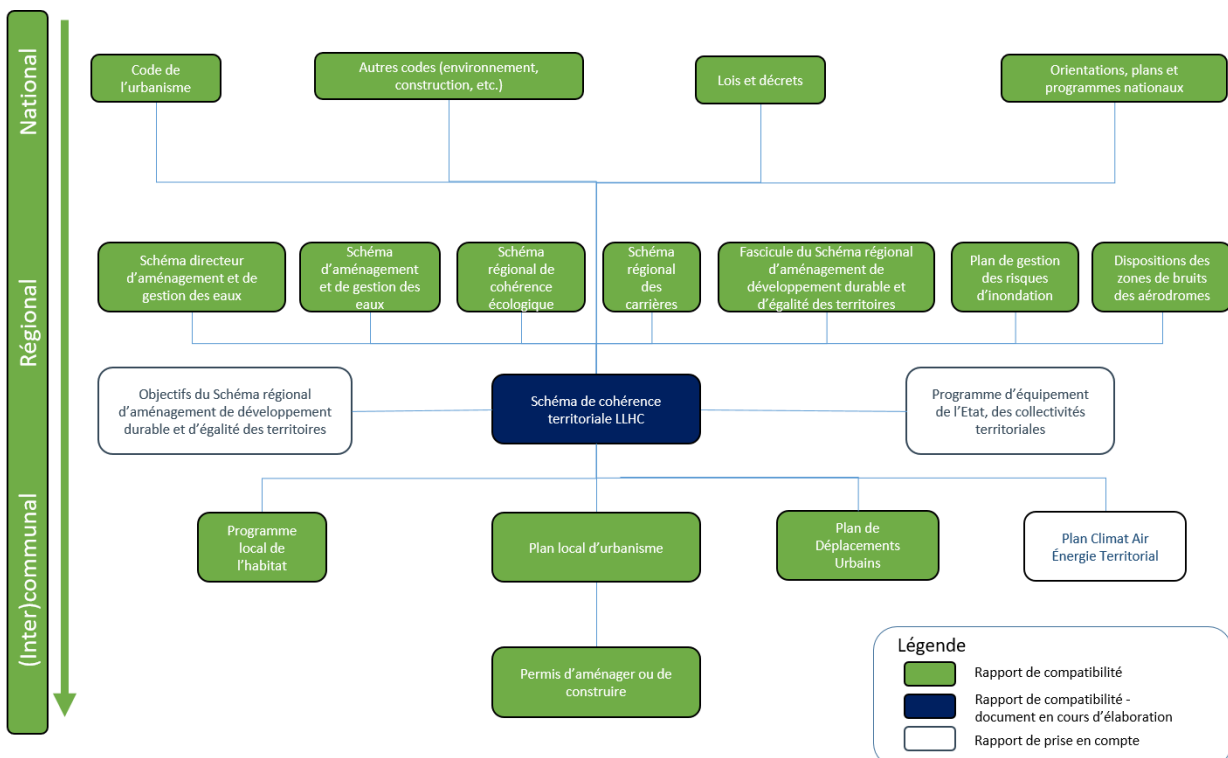 National
Code de
l'urbanisme
Autres codes (environnement,
construction, etc.)
Lois et décrets
Orientations, plans et
programmes nationaux
Régional
Schéma directeur
d'aménagement et de
gestion des eaux
Schéma
d'aménagement
et de gestion des
eaux
Schéma
régional de
cohérence
écologique
Schéma
régional
des
carrières
Fascicule du Schéma régional
d'aménagement de
développement durable et
d'égalité des territoires
Plan de
gestion
des risques
d'inondation
Dispositions des
zones de bruits
des aérodromes
Objectifs du Schéma régional
d'aménagement de développement
durable et d'égalité des territoires
Schéma de cohérence
territoriale LLHC
Programme d'équipement
de l'Etat, des collectivités
territoriales
(Inter)communal
Programme
local de
l'habitat
Plan local d'urbanisme
Plan de
Déplacements
Urbains
Plan Climat Air
Énergie Territorial
Permis d'aménager ou de
construire
Légende
Rapport de compatibilité
Rapport de compatibilité -
document en cours d'élaboration
Rapport de prise en compte